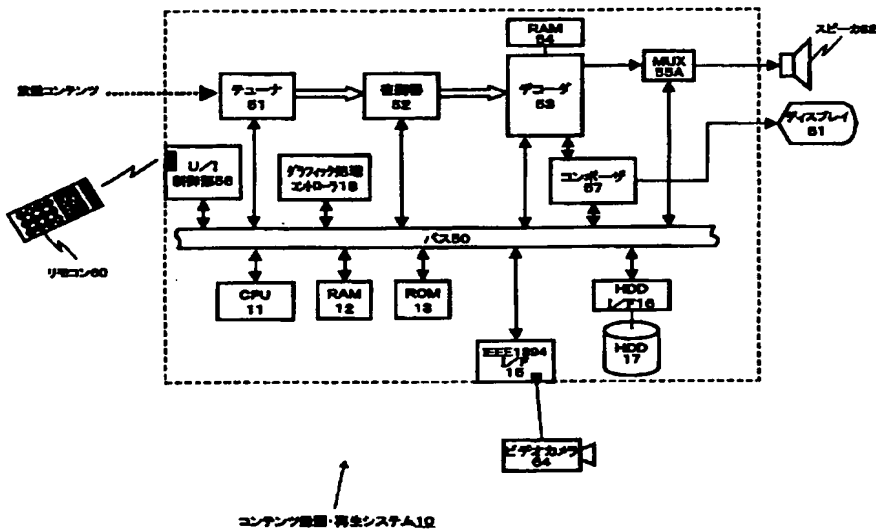 RAM
54
スピーカ62
MUX
55A
放送コンテンツ
チューナ
51
復調器
52
デコーダ
53
ディスプレイ
61
U/I
制御部56
グラフィック処理
コントローラ18
コンポーザ
57
バス50
リモコン60
CPU
11
RAM
12
ROM
13
HDD
I/F16
IEEE1394
I/F
15
HDD
17
ビデオカメラ
64
コンテンツ録画・再生システム10